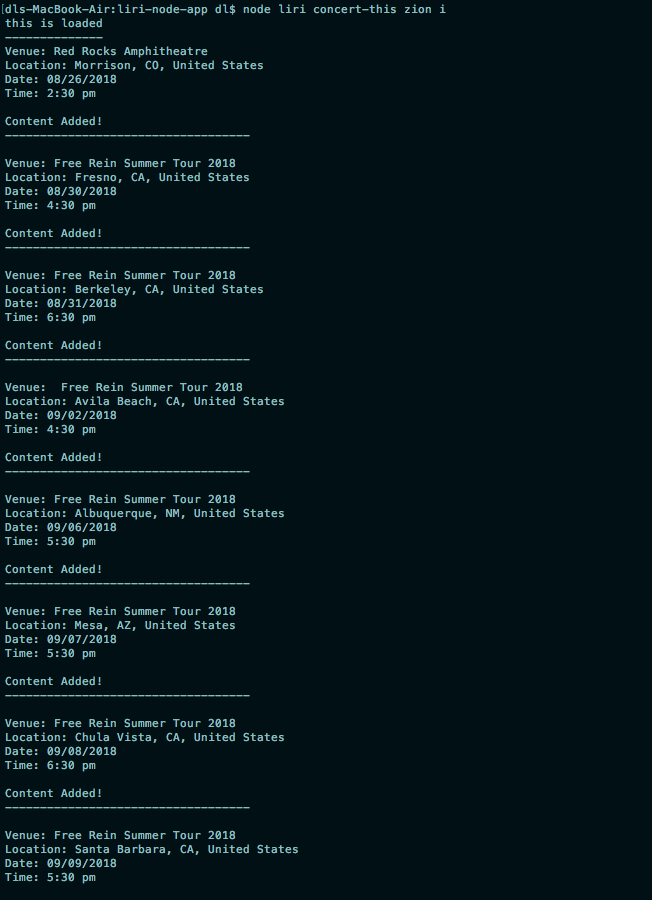 [dls-MacBook-Air:liri-node-app dl$ node liri concert-this zion i
this is loaded
--------------
Venue: Red Rocks Amphitheatre
Location: Morrison, CO, United States
Date: 08/26/2018
Time: 2:30 pm
Content Added!
-----------------------------------
Venue: Free Rein Summer Tour 2018
Location: Fresno, CA, United States
Date: 08/30/2018
Time: 4:30 pm
Content Added!
-----------------------------------
Venue: Free Rein Summer Tour 2018
Location: Berkeley, CA, United States
Date: 08/31/2018
Time: 6:30 pm
Content Added!
-----------------------------------
Venue:  Free Rein Summer Tour 2018
Location: Avila Beach, CA, United States
Date: 09/02/2018
Time: 4:30 pm
Content Added!
-----------------------------------
Venue: Free Rein Summer Tour 2018
Location: Albuquerque, NM, United States
Date: 09/06/2018
Time: 5:30 pm
Content Added!
-----------------------------------
Venue: Free Rein Summer Tour 2018
Location: Mesa, AZ, United States
Date: 09/07/2018
Time: 5:30 pm
Content Added!
-----------------------------------
Venue: Free Rein Summer Tour 2018
Location: Chula Vista, CA, United States
Date: 09/08/2018
Time: 6:30 pm
Content Added!
-----------------------------------
Venue: Free Rein Summer Tour 2018
Location: Santa Barbara, CA, United States
Date: 09/09/2018
Time: 5:30 pm